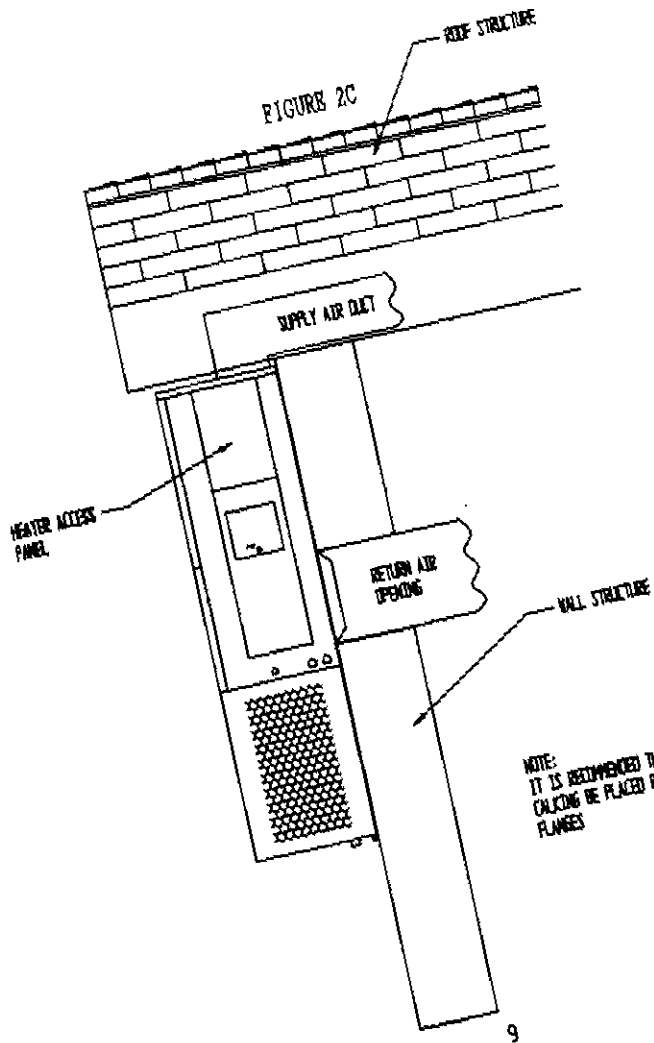 ROOF STRUCTURE
FIGURE 2C
SUPPLY AIR DUCT
HEATER ACCESS
PANEL
RETURN AIR
OPENING
WALL STRUCTURE
NOTE:
IT IS RECOMMENDED
CALKING BE PLACED
FLANGES
9